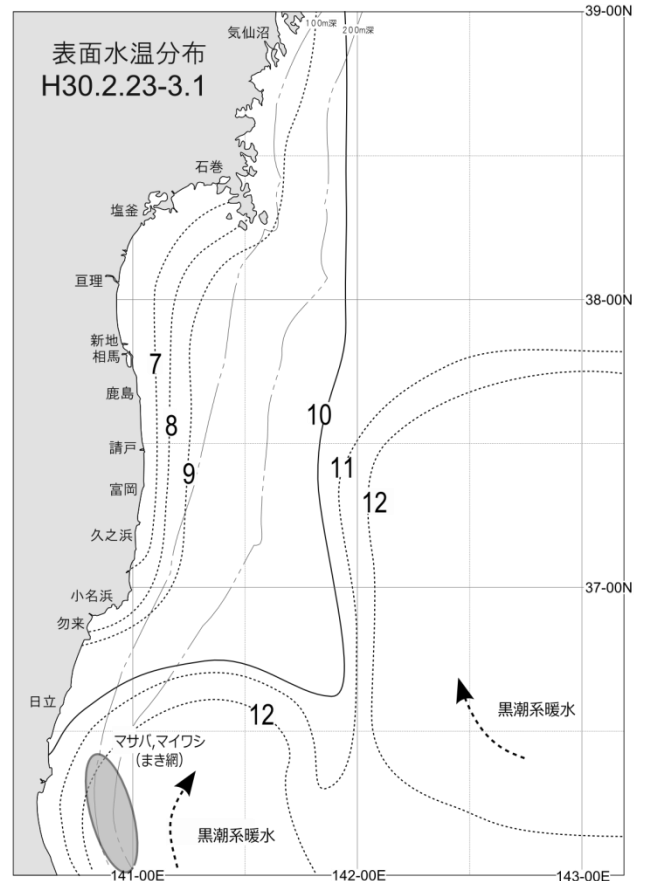 39-00N
100m深
200m深
気仙沼
表面水温分布
H30.2.23-3.1
石巻
塩釜
亘理
38-00N
新地
相馬
7
鹿島
10
8
請戸
11
9
富岡
12
久之浜
小名浜
37-00N
勿来
日立
12
黒潮系暖水
マサバ,マイワシ
(まき網)
黒潮系暖水
141-00E
142-00E
143-00E